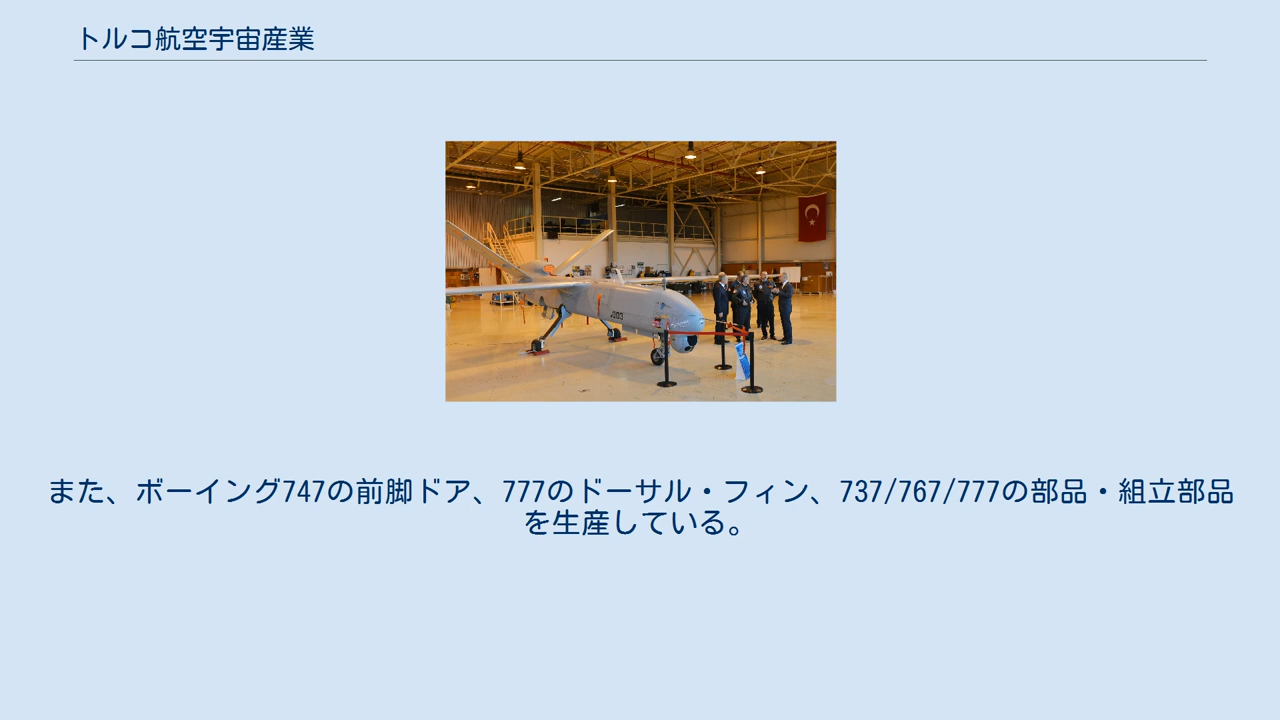 トルコ航空宇宙産業
また、ボーイング747の前脚ドア、777のドーサル・フィン、737/767/777の部品・組立部品
を生産している。